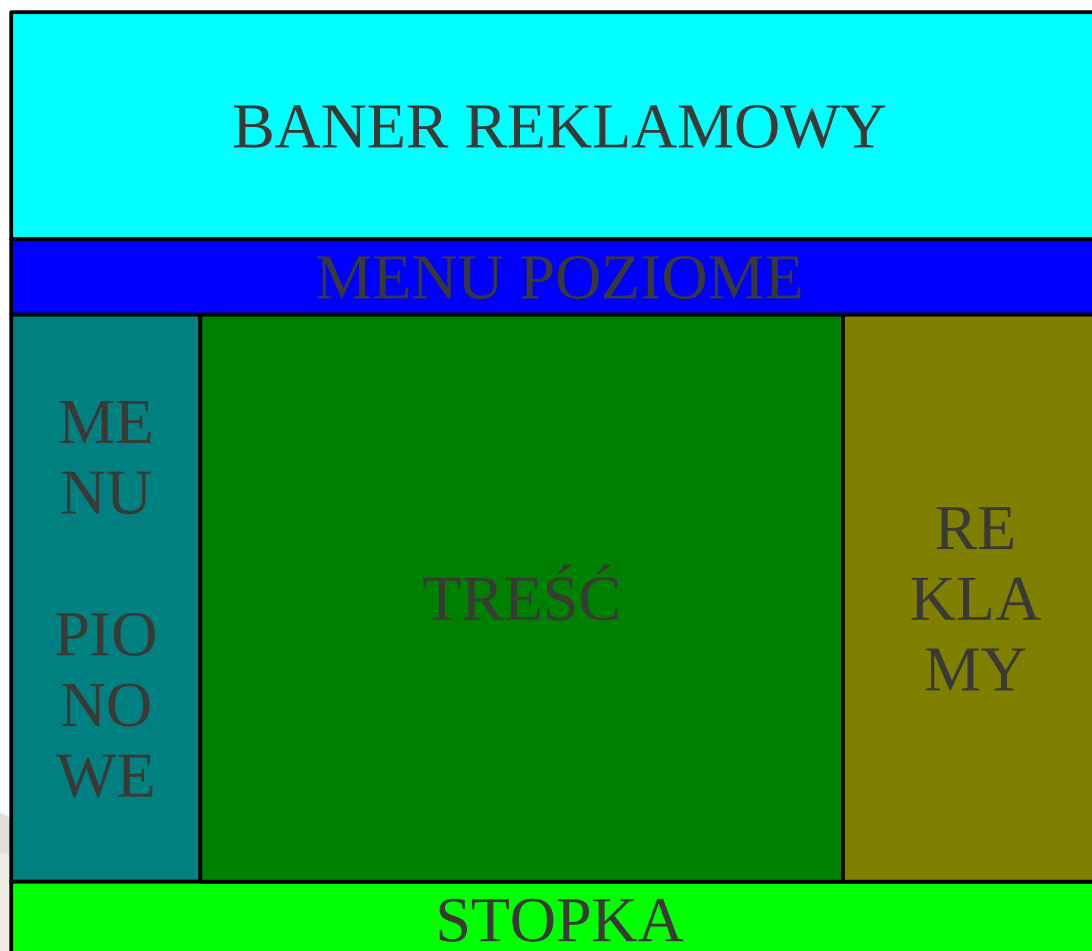 BANER REKLAMOWY
MENU POZIOME
ME
NU
PIO
NO
WE
TREŚĆ
RE
KLA
MY
STOPKA